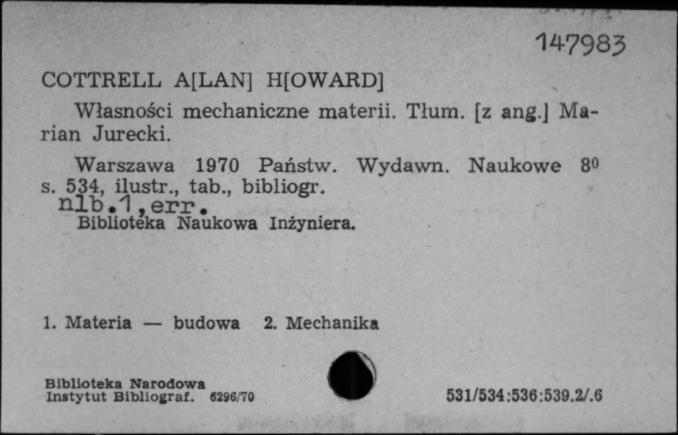 147983
COTTRELL A[LAN] H[OWARD]
Własności mechaniczne materii. Tłum. [z ang.] Ma-
rian Jurecki.
Warszawa 1970 Państw. Wydawn. Naukowe 8⁰
s. 534, ilustr., tab., bibliogr.
nlb.1,err.
Biblioteka Naukowa Inżyniera.
1. Materia — budowa 2. Mechanika
Biblioteka Narodowa
Instytut Bibliograf. 6296/70
531/534:536:539.2/.6